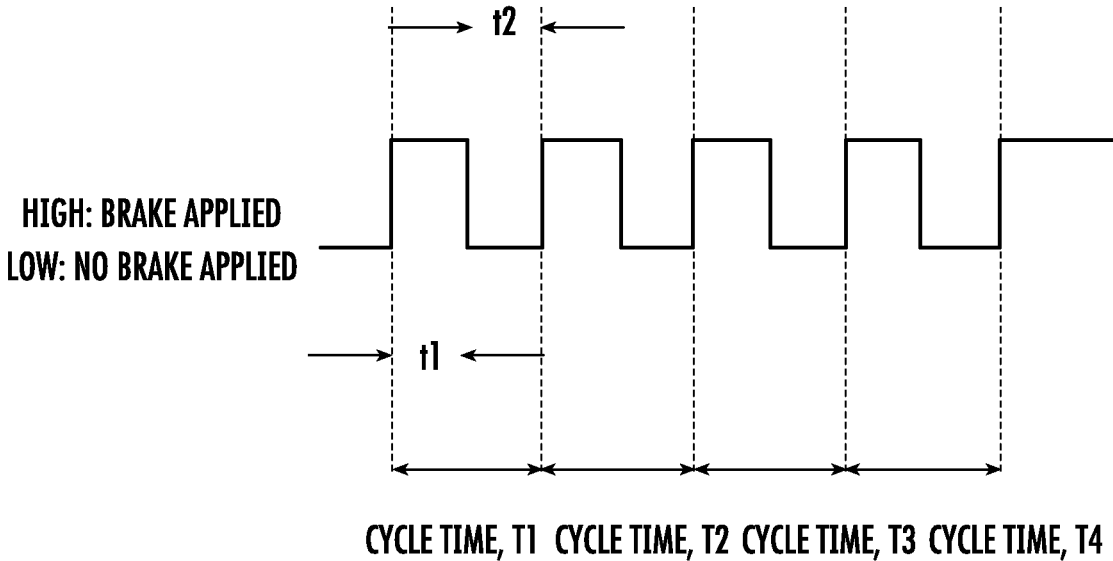 t2
HIGH: BRAKE APPLIED
LOW: NO BRAKE APPLIED
t1
CYCLE TIME, T1 CYCLE TIME, T2 CYCLE TIME, T3 CYCLE TIME, T4